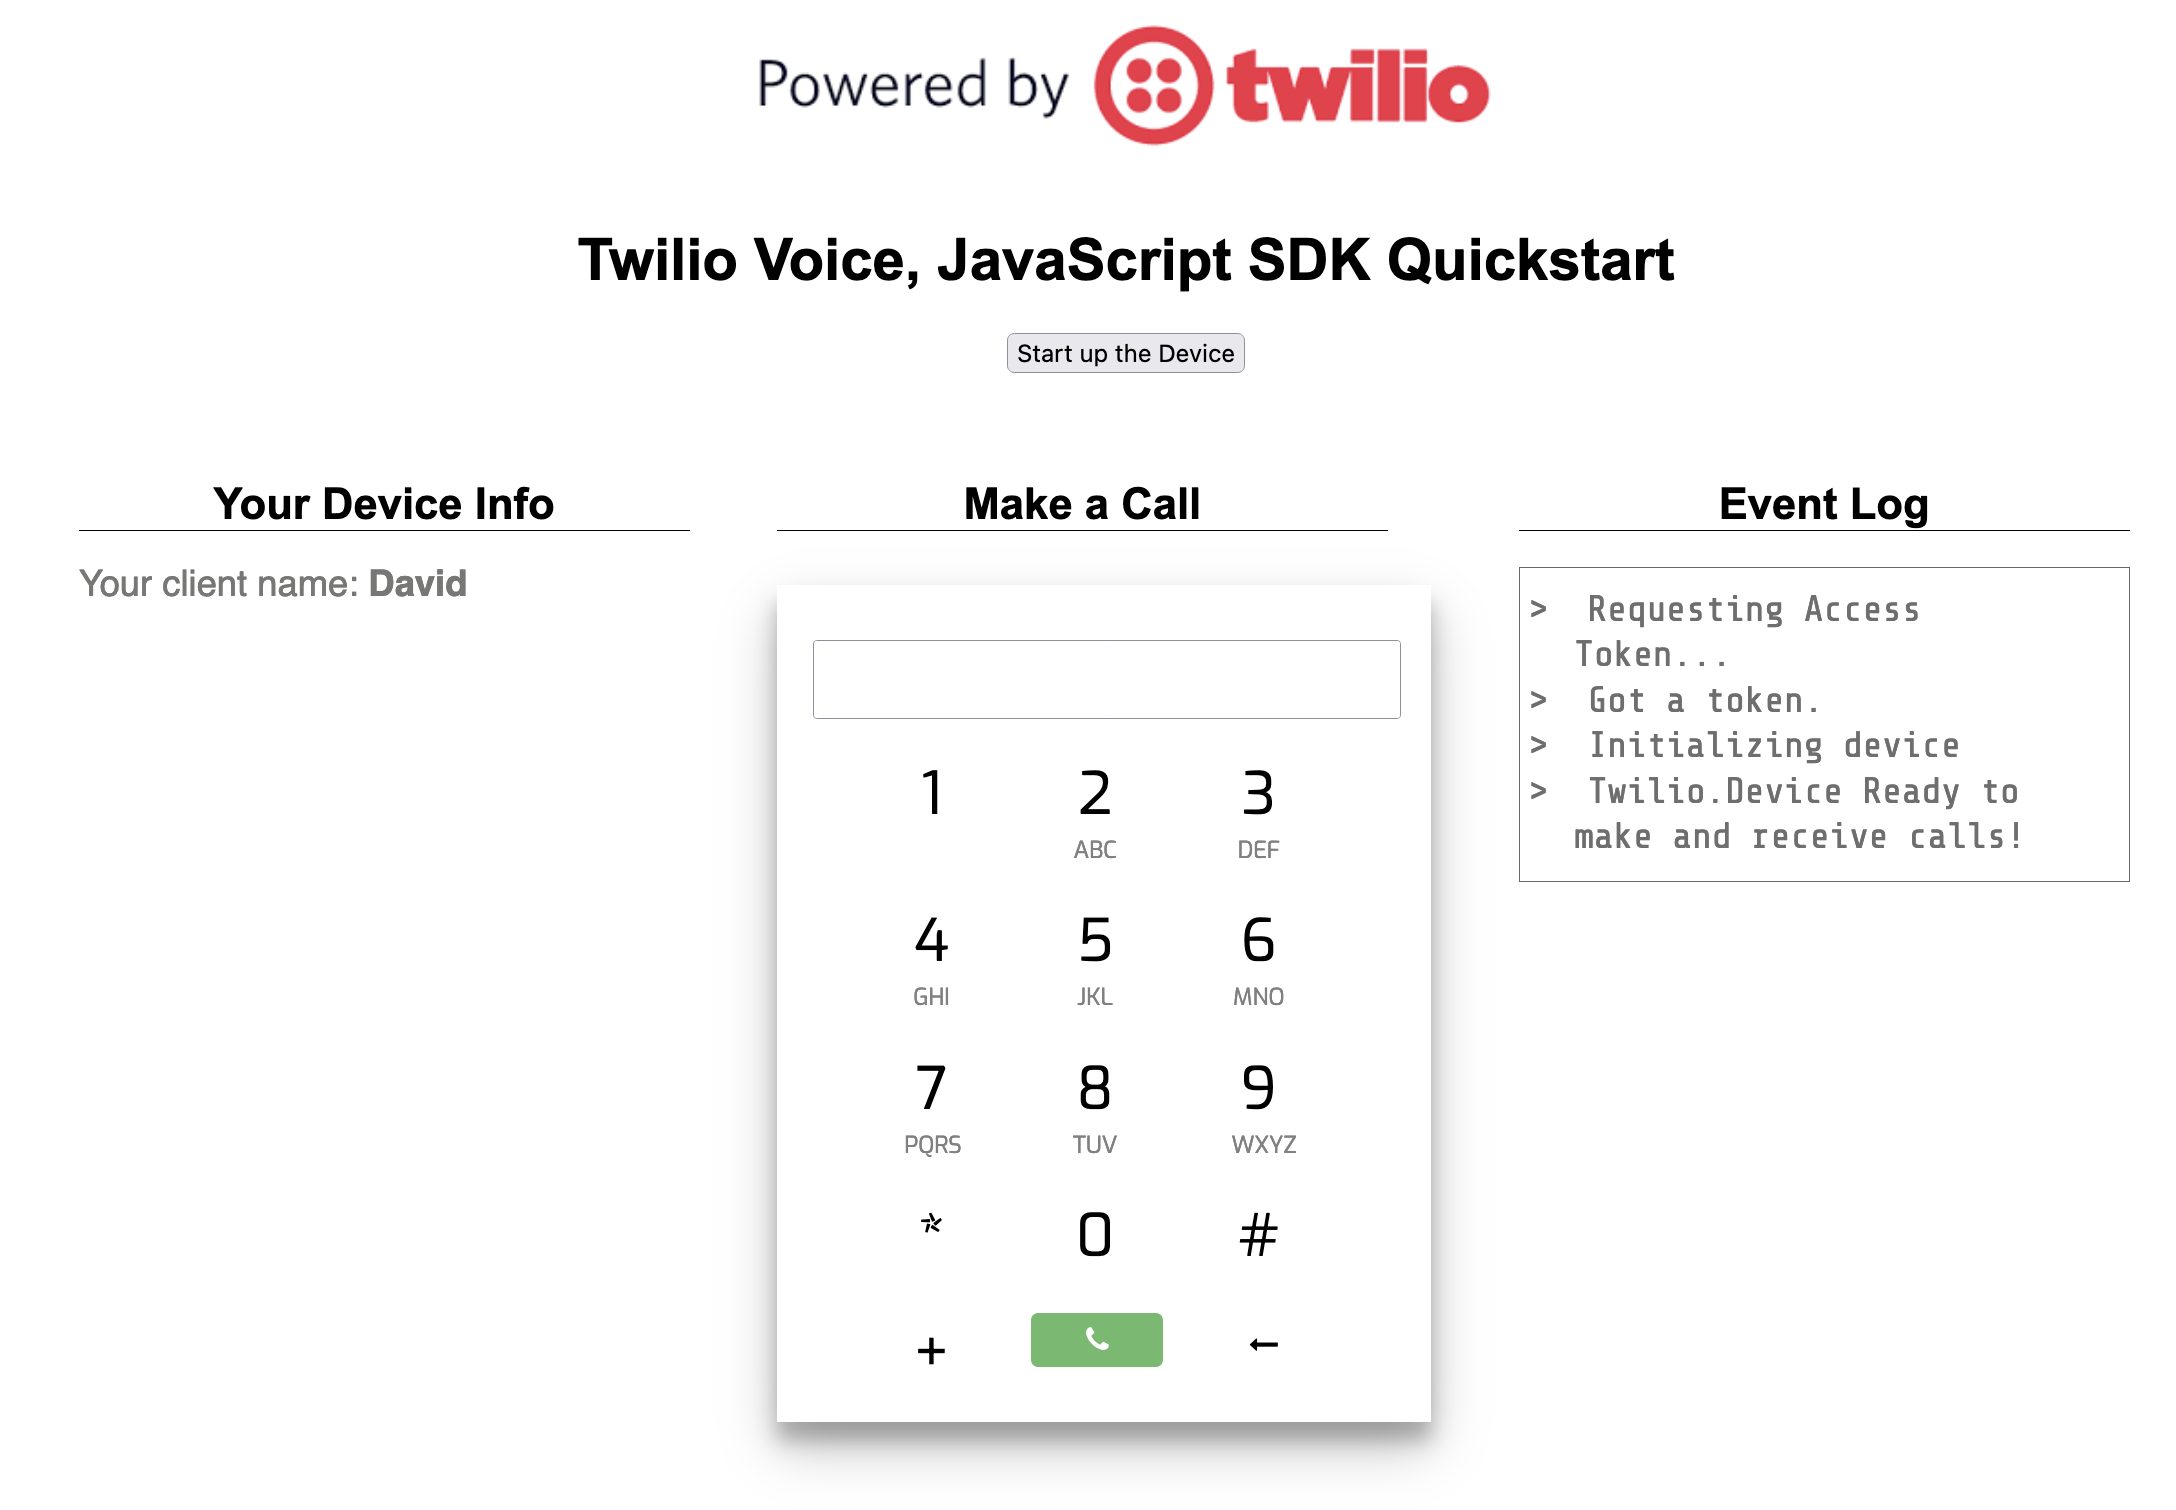 Powered by twilio
Twilio Voice, JavaScript SDK Quickstart
Start up the Device
Your Device Info
Your client name: David
Make a Call
1
2
3
ABC
DEF
4
5
6
GHI
JKL
MNO
7
8
9
PQRS
TUV
WXYZ
*
0
#
+
←
Event Log
> Requesting Access
Token...
> Got a token.
> Initializing device
> Twilio.Device Ready to
make and receive calls!